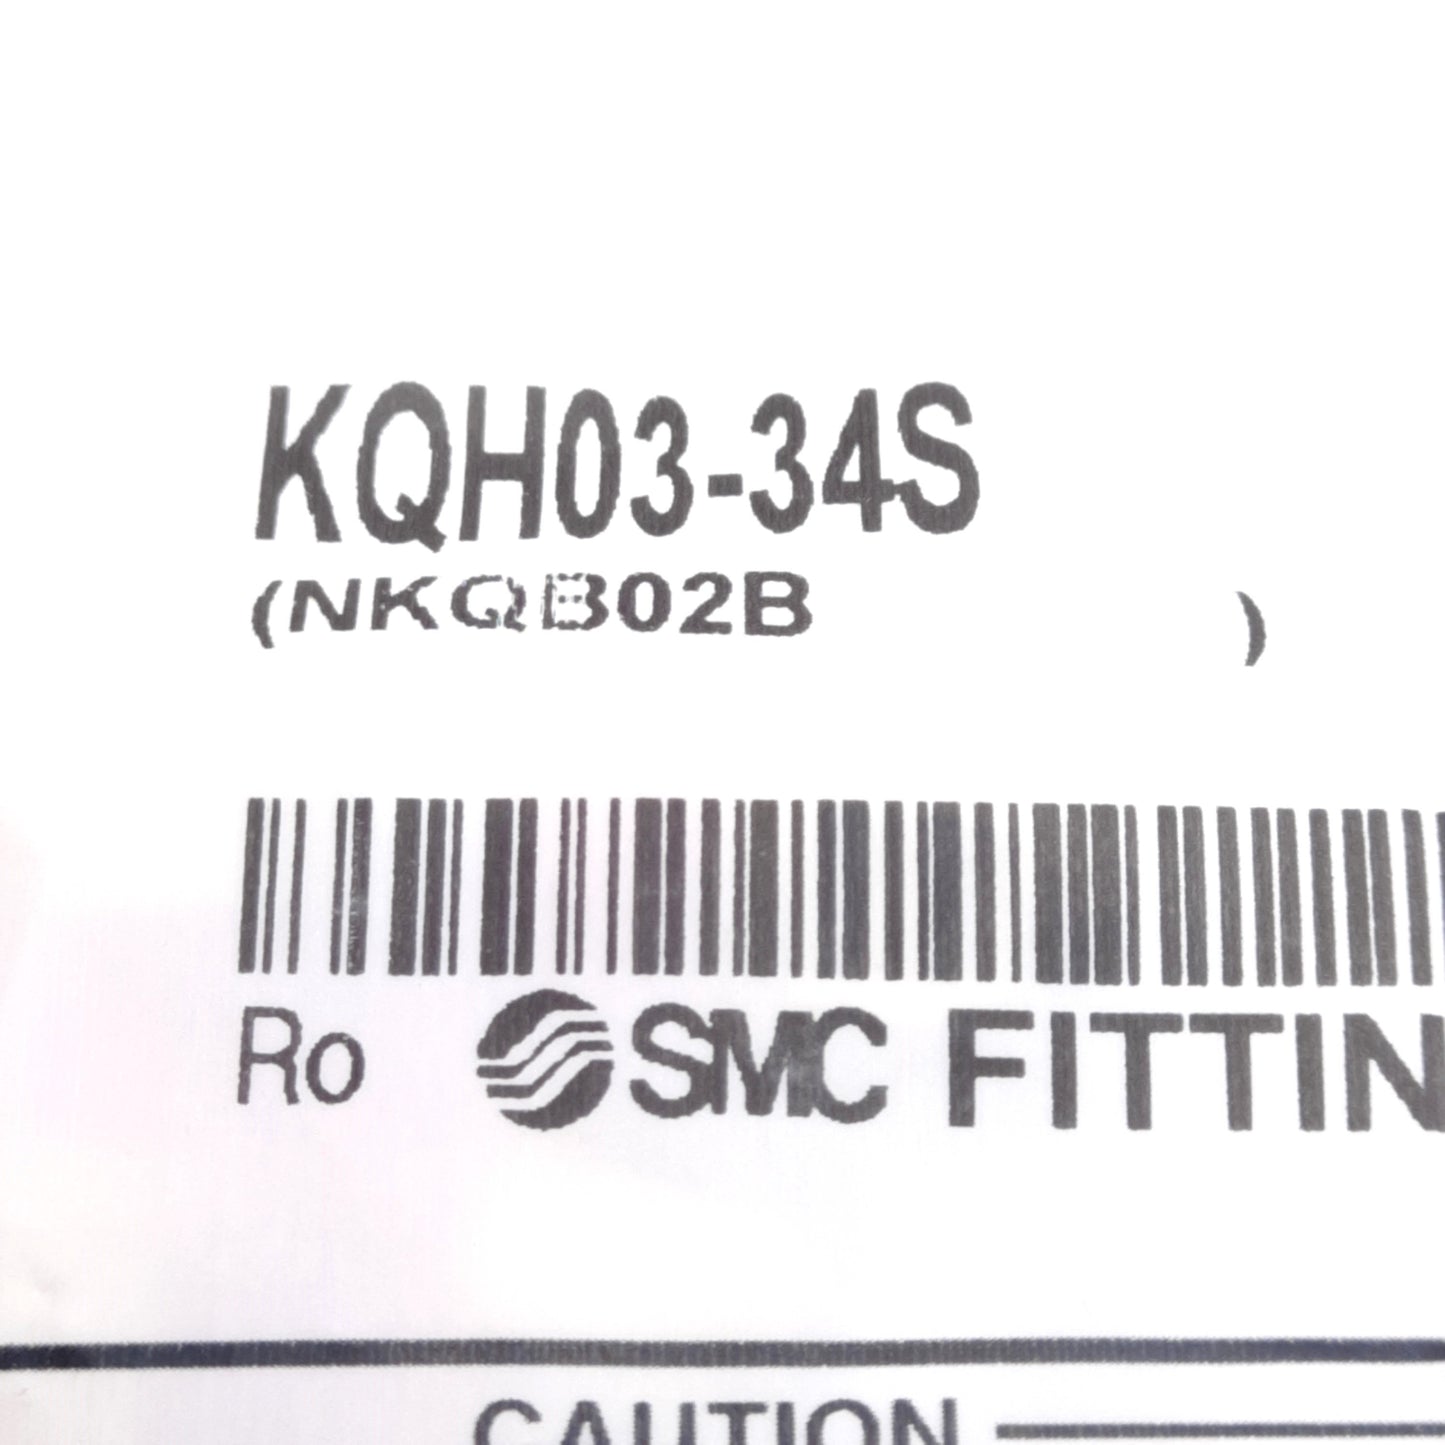 KQH03-34S
(NKQB02B )
Ro SMC FITTIN
CAUTION